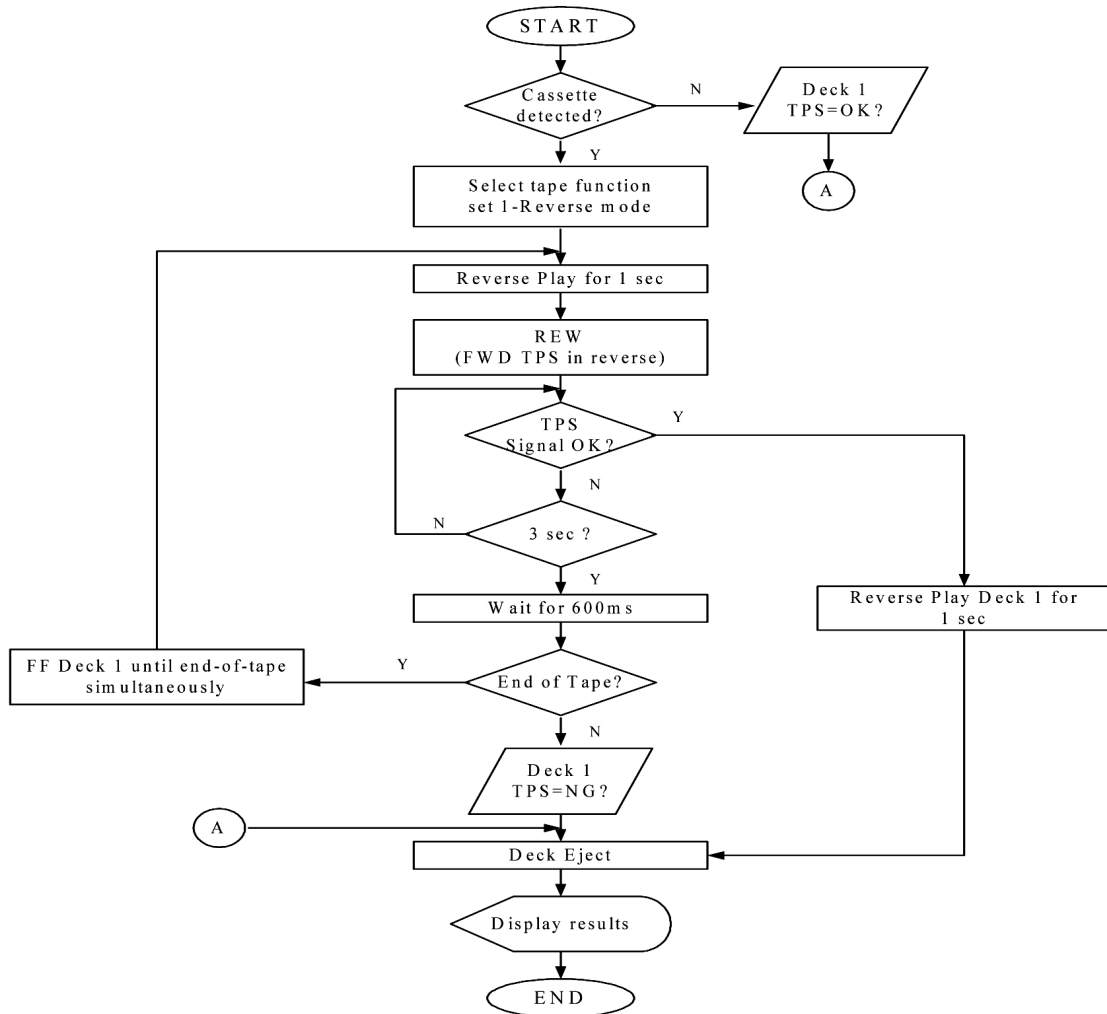 START
Cassette
detected?
N
Deck 1
TPS=OK?
Y
A
Select tape function
set 1-Reverse mode
Reverse Play for 1 sec
REW
(FWD TPS in reverse)
TPS
Signal OK?
Y
N
3 sec ?
N
Y
Wait for 600ms
Reverse Play Deck 1 for
1 sec
FF Deck 1 until end-of-tape
simultaneously
Y
End of Tape?
N
Deck 1
TPS=NG?
A
Deck Eject
Display results
END